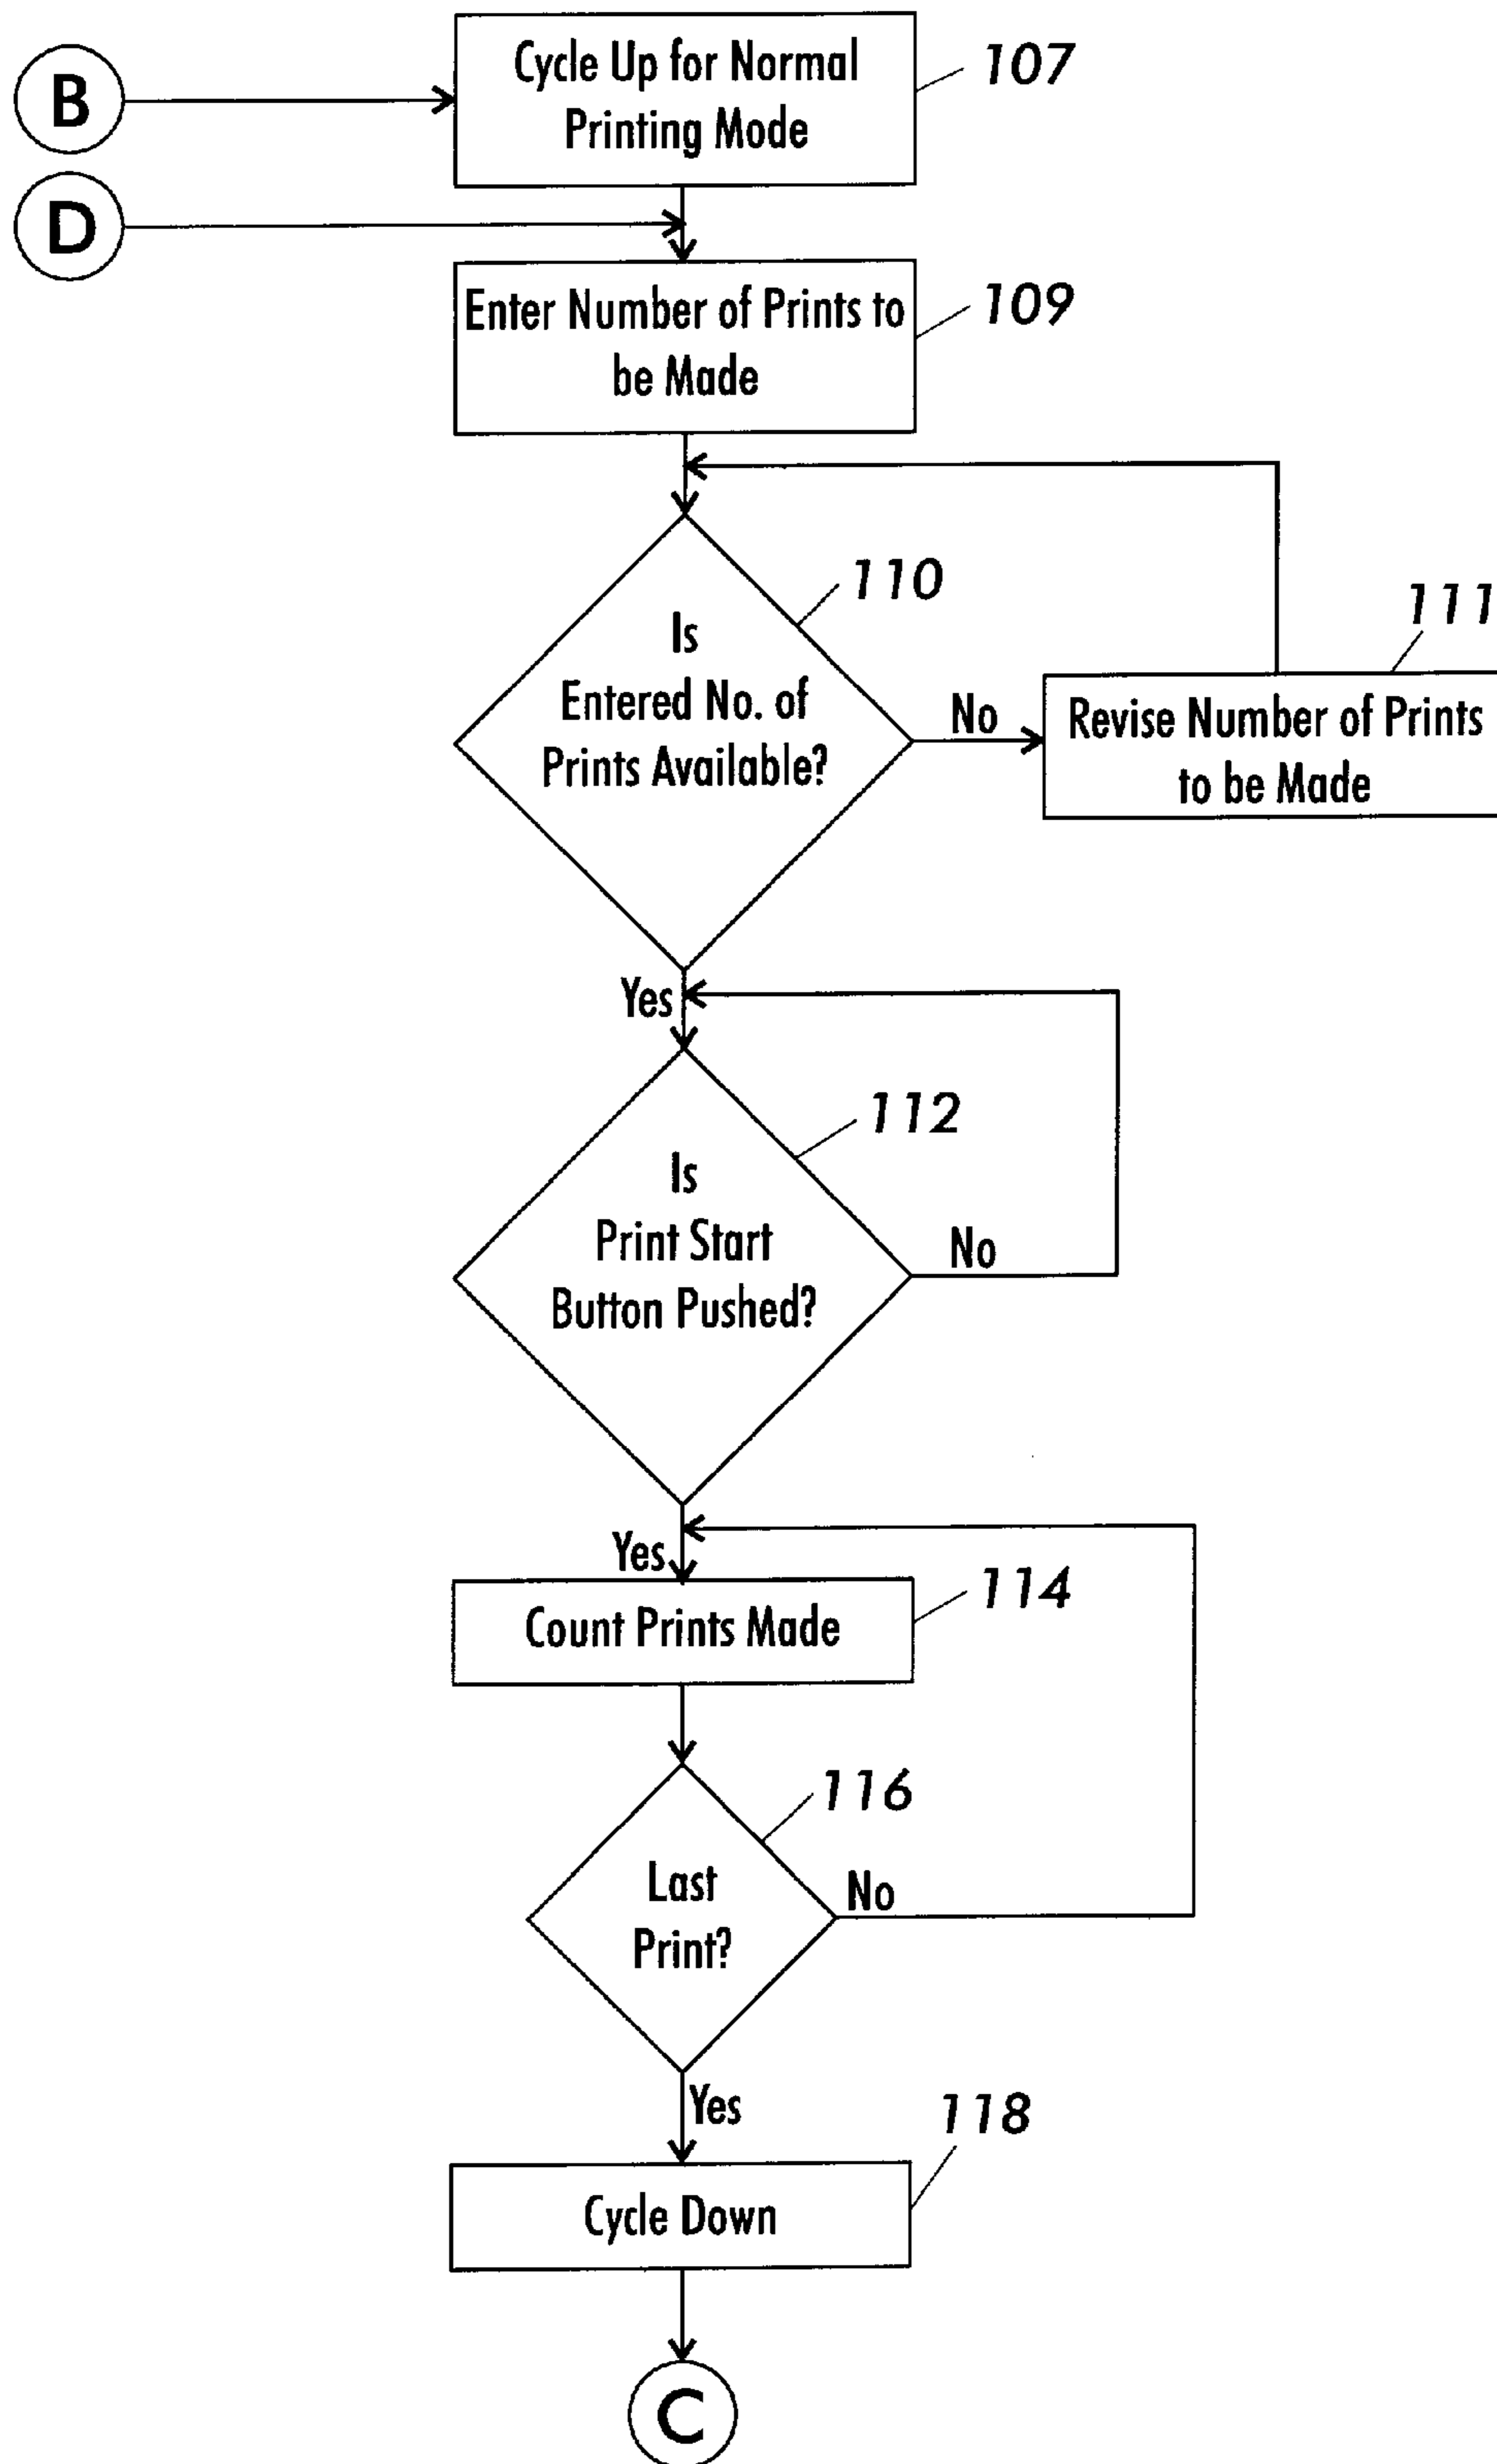 B
Cycle Up for Normal
Printing Mode
107
D
Enter Number of Prints to
be Made
109
110
Is
Entered No. of
Prints Available?
No
111
Revise Number of Prints
to be Made
Yes
112
Is
Print Start
Button Pushed?
No
Yes
114
Count Prints Made
116
Last
Print?
No
Yes
118
Cycle Down
C